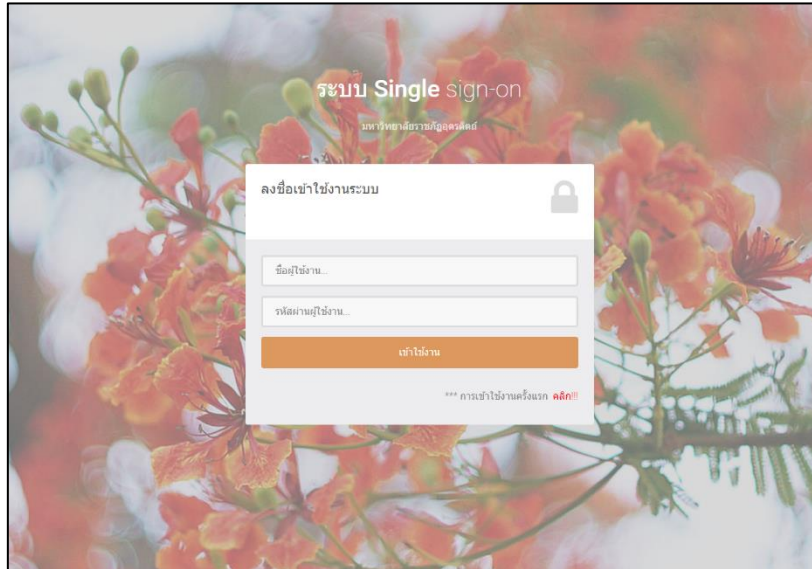 ระบบ Single sign-on
มหาวิทยาลัยราชภัฏอุตรดิตถ์
ลงชื่อเข้าใช้งานระบบ
ชื่อผู้ใช้งาน...
รหัสผ่านผู้ใช้งาน...
เข้าใช้งาน
*** การเข้าใช้งานครั้งแรก คลิก!!!